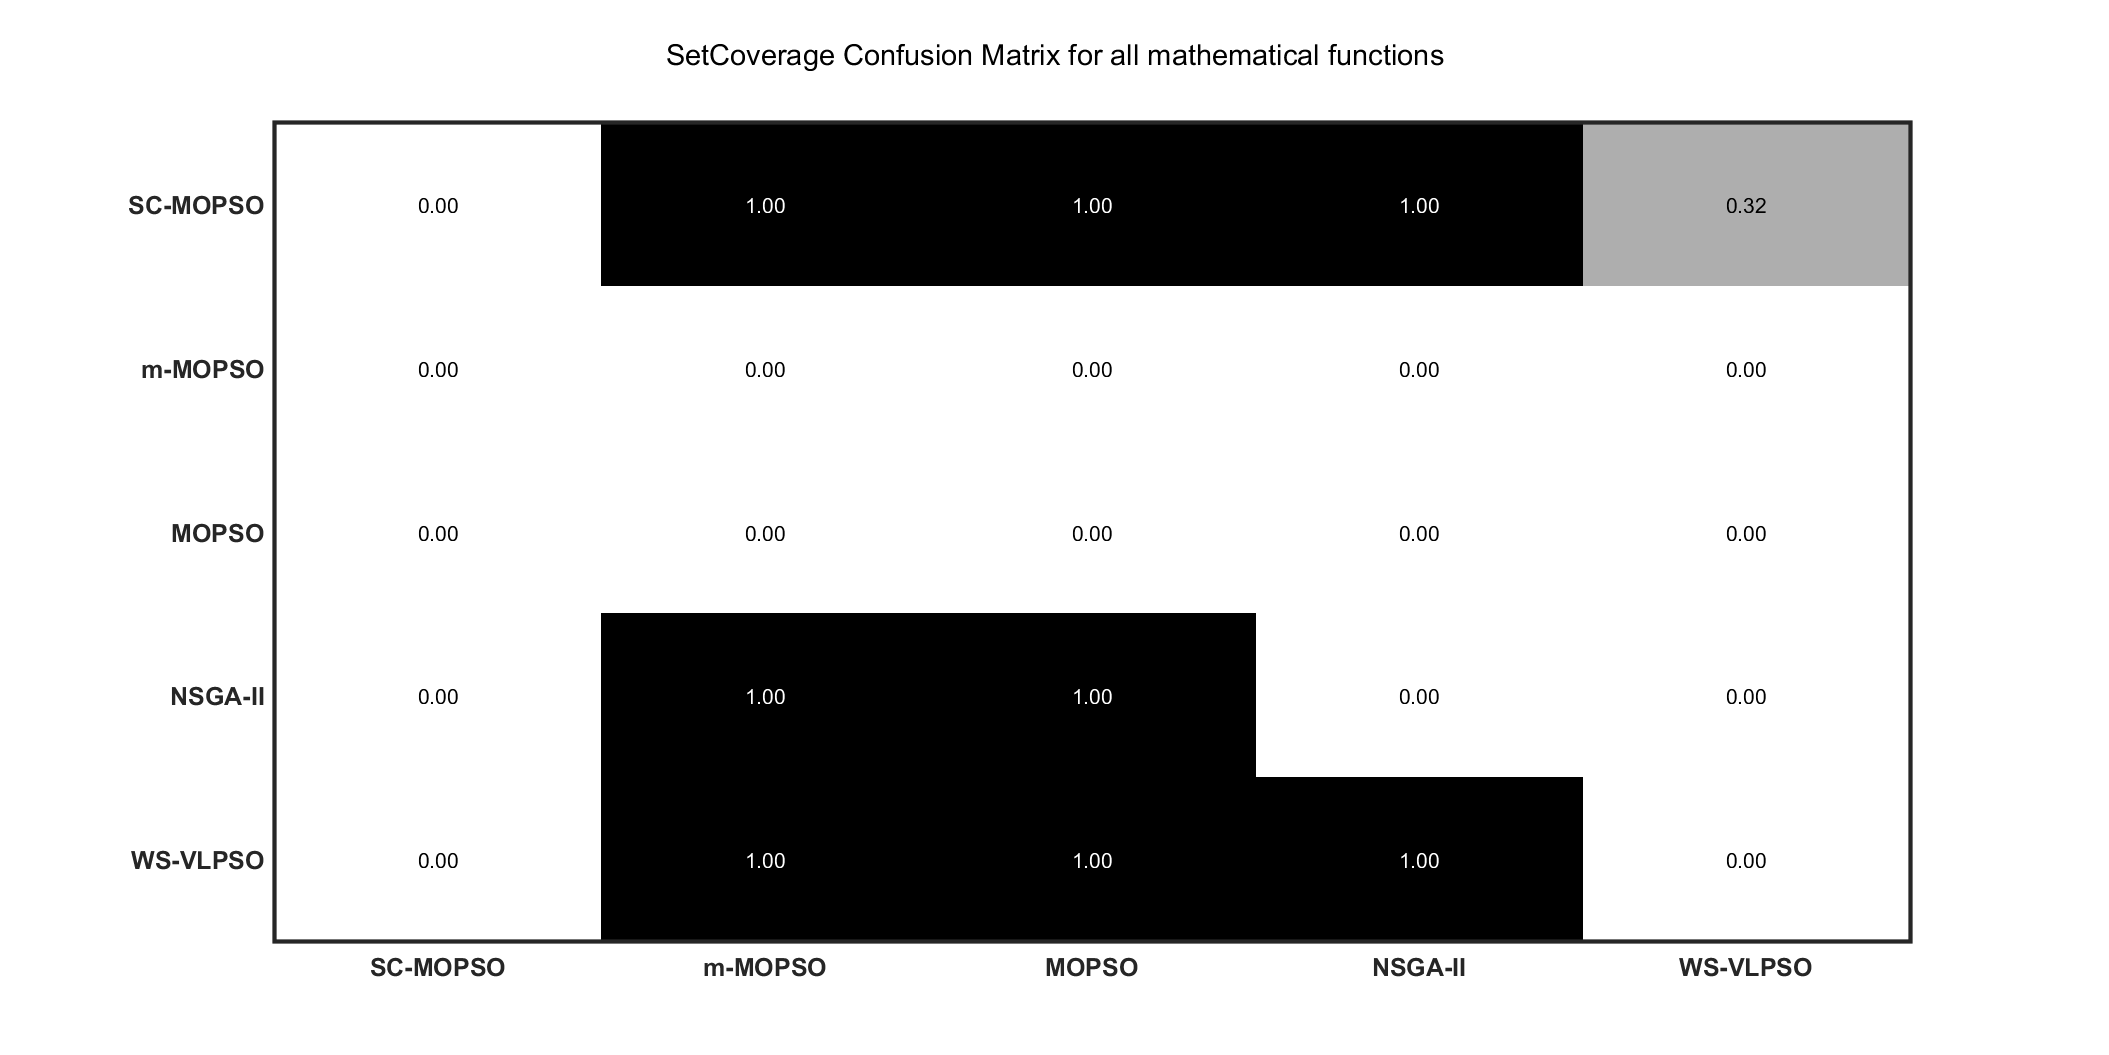 SetCoverage Confusion Matrix for all mathematical functions
SC-MOPSO 0.00 1.00 1.00 1.00 0.32
m-MOPSO 0.00 0.00 0.00 0.00 0.00
MOPSO 0.00 0.00 0.00 0.00 0.00
NSGA-II 0.00 1.00 1.00 0.00 0.00
WS-VLPSO 0.00 1.00 1.00 1.00 0.00
SC-MOPSO m-MOPSO MOPSO NSGA-II WS-VLPSO